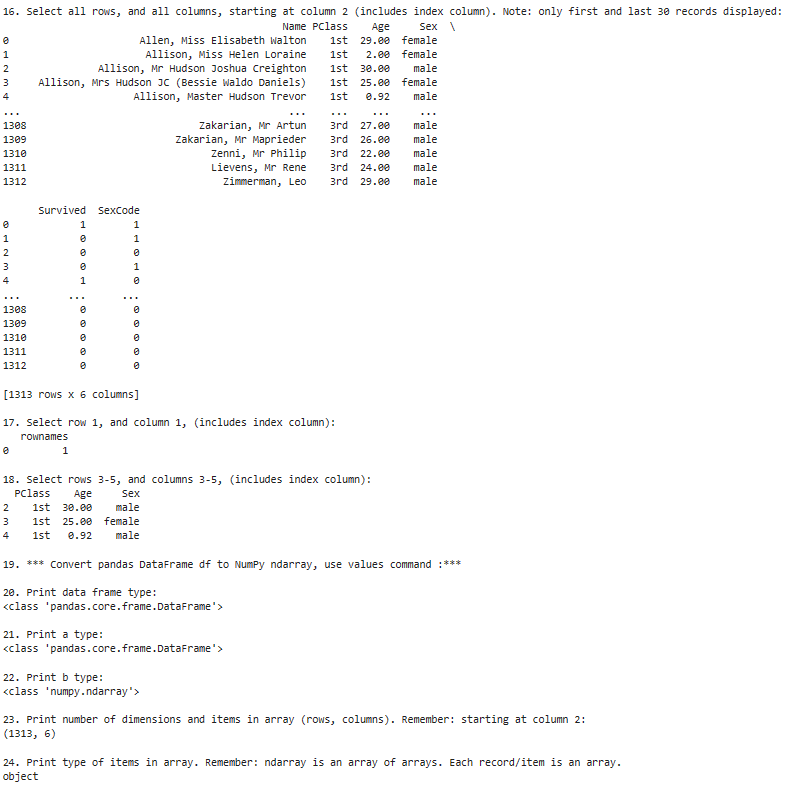 16. Select all rows, and all columns, starting at column 2 (includes index column). Note: only first and last 30 records displayed:
Name PClass Age Sex \
0 Allen, Miss Elisabeth Walton 1st 29.00 female
1 Allison, Miss Helen Loraine 1st 2.00 female
2 Allison, Mr Hudson Joshua Creighton 1st 30.00 male
3 Allison, Mrs Hudson JC (Bessie Waldo Daniels) 1st 25.00 female
4 Allison, Master Hudson Trevor 1st 0.92 male
... ... ... ... ...
1308 Zakarian, Mr Artun 3rd 27.00 male
1309 Zakarian, Mr Maprieder 3rd 26.00 male
1310 Zenni, Mr Philip 3rd 22.00 male
1311 Lievens, Mr Rene 3rd 24.00 male
1312 Zimmerman, Leo 3rd 29.00 male
Survived SexCode
0 1 1
1 0 1
2 0 0
3 0 1
4 1 0
... ... ...
1308 0 0
1309 0 0
1310 0 0
1311 0 0
1312 0 0
[1313 rows x 6 columns]
17. Select row 1, and column 1, (includes index column):
rownames
0 1
18. Select rows 3-5, and columns 3-5, (includes index column):
PClass Age Sex
2 1st 30.00 male
3 1st 25.00 female
4 1st 0.92 male
19. *** Convert pandas DataFrame df to NumPy ndarray, use values command :***
20. Print data frame type:
<class 'pandas.core.frame.DataFrame'>
21. Print a type:
<class 'pandas.core.frame.DataFrame'>
22. Print b type:
<class 'numpy.ndarray'>
23. Print number of dimensions and items in array (rows, columns). Remember: starting at column 2:
(1313, 6)
24. Print type of items in array. Remember: ndarray is an array of arrays. Each record/item is an array.
object